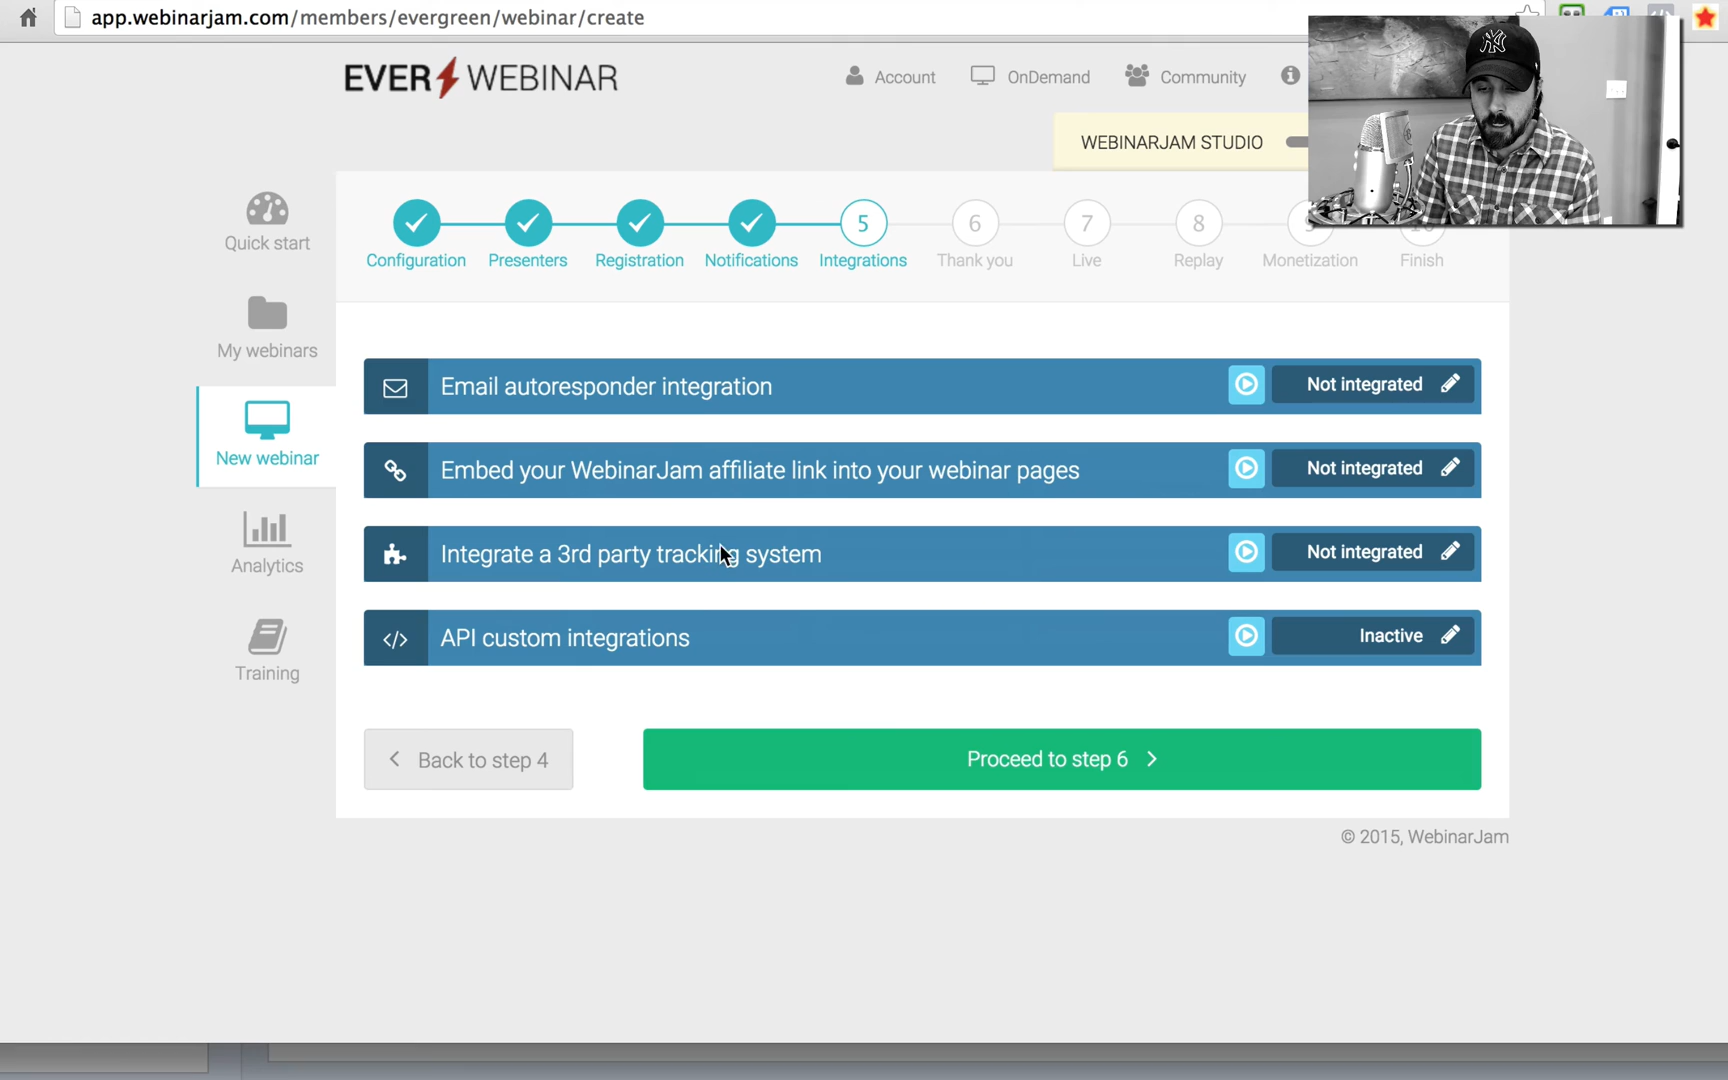 app.webinarjam.com/members/evergreen/webinar/create
EVER WEBINAR
Account
OnDemand
Community
WEBINARJAM STUDIO
5
6
7
8
Configuration
Presenters
Registration
Notifications
Integrations
Thank you
Live
Replay
Monetization
Finish
Quick start
My webinars
New webinar
Analytics
Training
Email autoresponder integration
Not integrated
Embed your WebinarJam affiliate link into your webinar pages
Not integrated
Integrate a 3rd party tracking system
Not integrated
</> API custom integrations
Inactive
< Back to step 4
Proceed to step 6 >
© 2015, WebinarJam